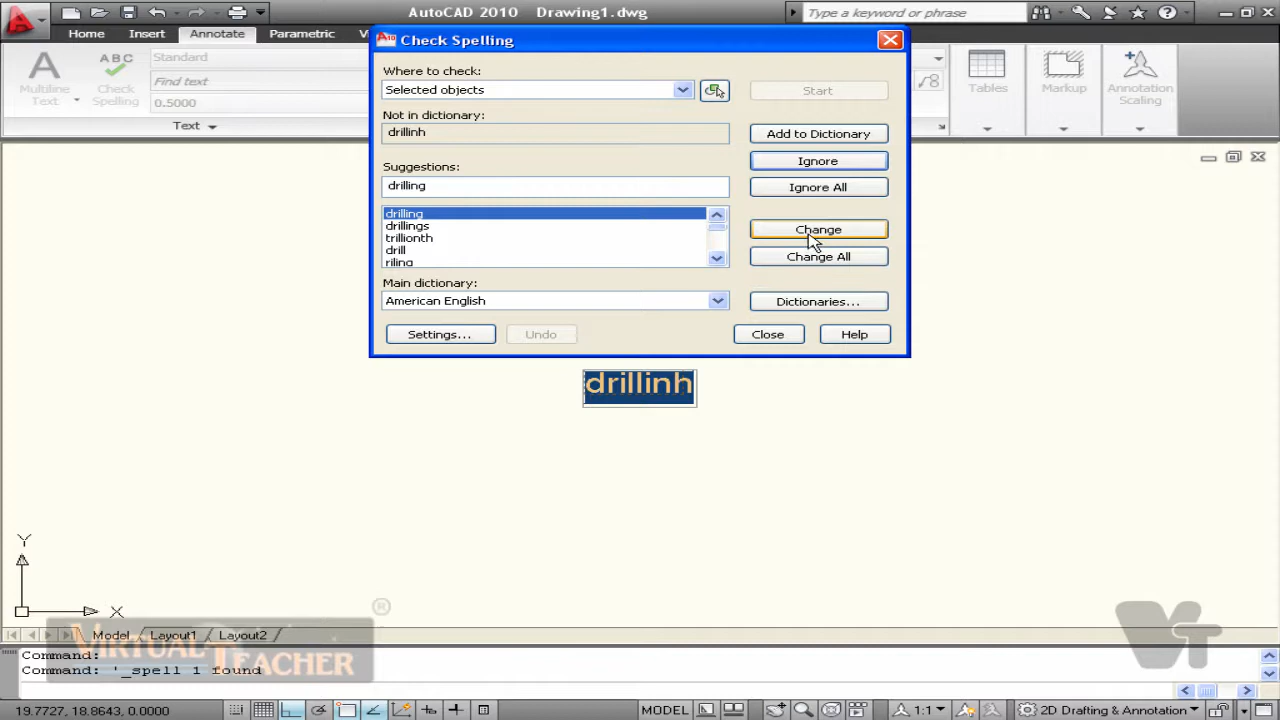 AutoCAD 2010 Drawing1.dwg
Type a keyword or phrase
Home Insert Annotate Parametric V
Multiline Text
ABC
Check Spelling
Standard
Find text
0.5000
Text
Check Spelling
Where to check:
Selected objects
Start
Not in dictionary:
drillinh
Add to Dictionary
Ignore
Suggestions:
drilling
Ignore All
drilling
drillings
trillionth
drill
riling
Change
Change All
Main dictionary:
American English
Dictionaries...
Settings...
Undo
Close
Help
Tables
Markup
Annotation Scaling
drillinh
Y
X
Model Layout1 Layout2
VIRTUAL TEACHER
®
VT
Command:
Command: '_spell 1 found
19.7727, 18.8643, 0.0000
MODEL
1:1
2D Drafting & Annotation